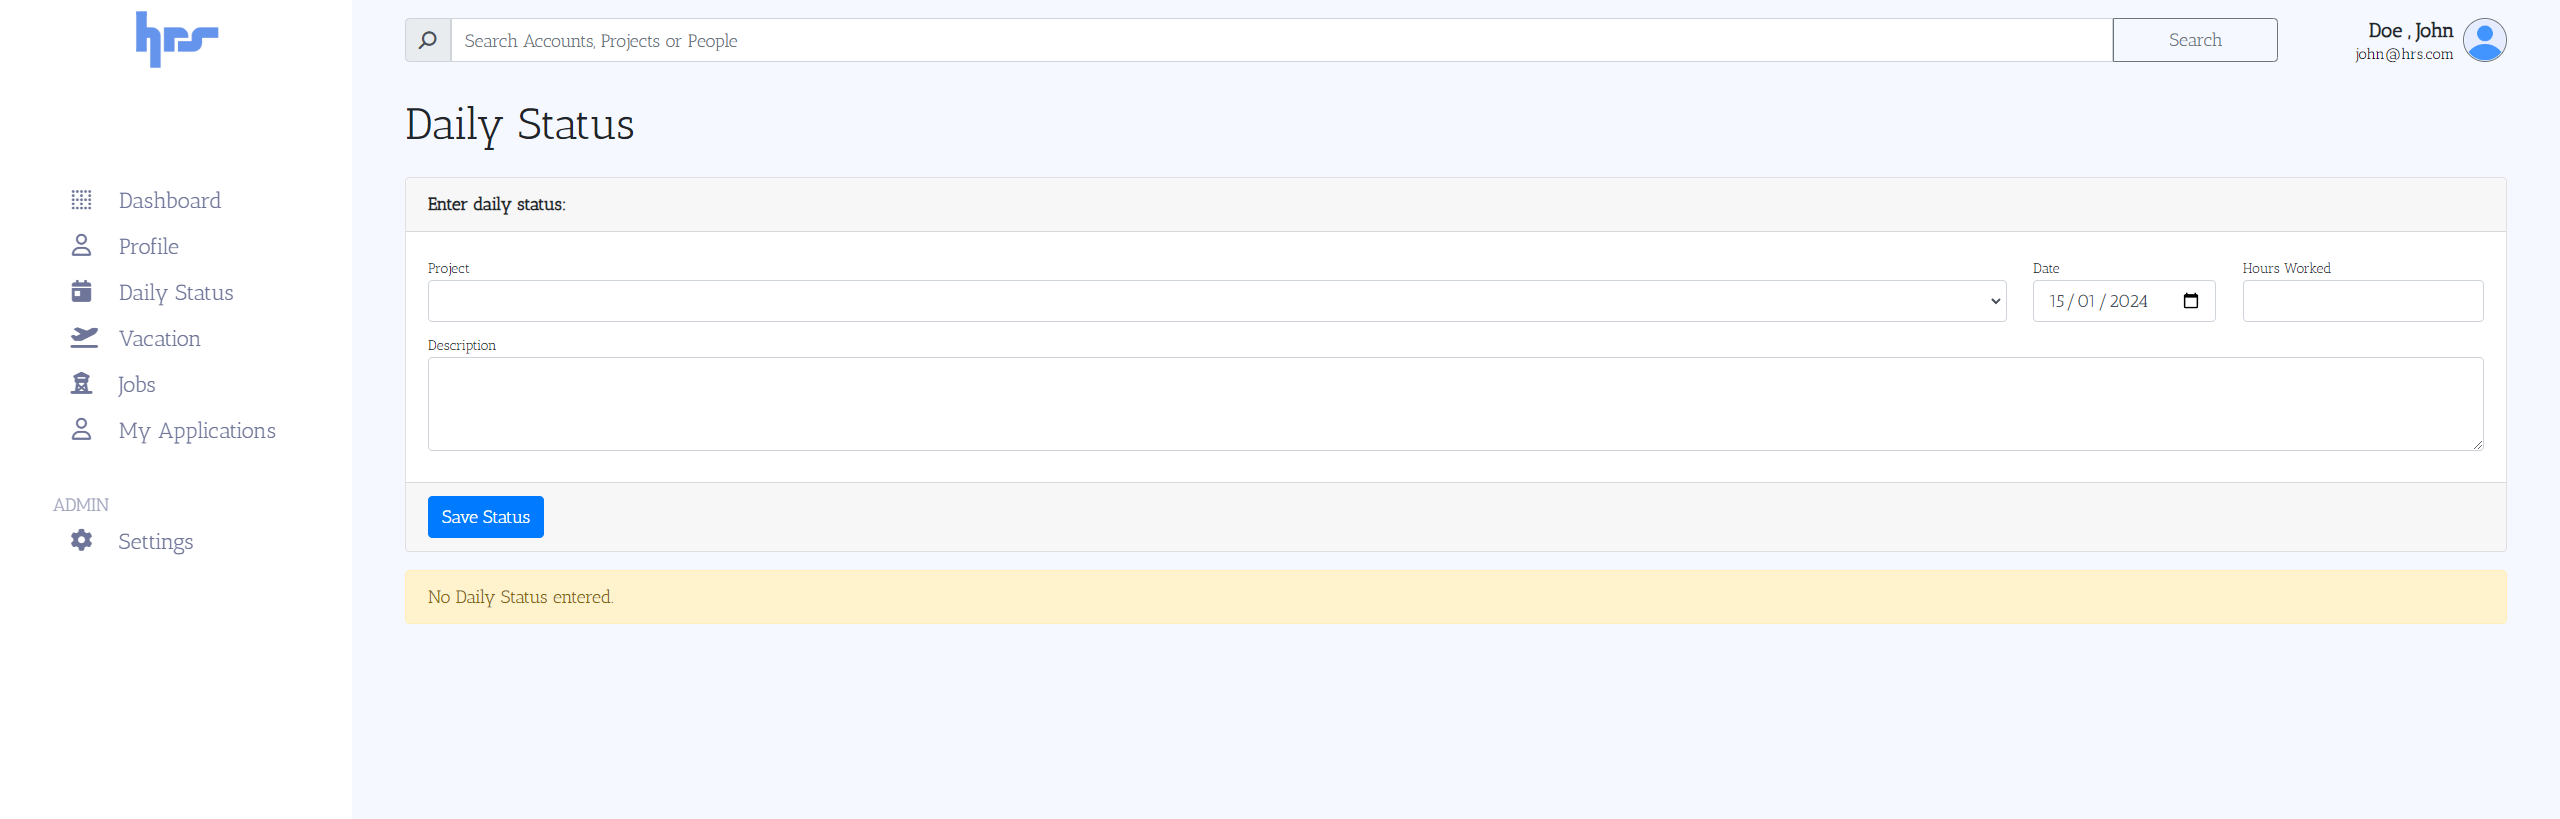 hrs
Search Accounts, Projects or People
Search
Doe , John
john@hrs.com
Dashboard
Profile
Daily Status
Vacation
Jobs
My Applications
ADMIN
Settings
Daily Status
Enter daily status:
Project
Date
Hours Worked
15/01/2024
Description
Save Status
No Daily Status entered.